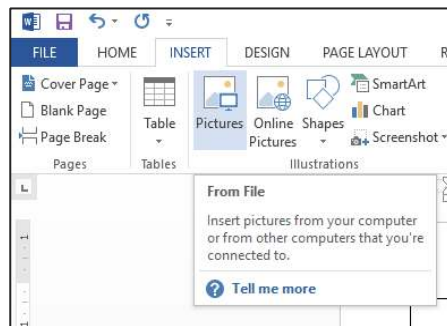 FILE HOME INSERT DESIGN PAGE LAYOUT
Cover Page
Blank Page
Page Break
Pages
Table
Tables
Pictures
Online
Pictures
Shapes
SmartArt
Chart
Screenshot
Illustrations
From File
Insert pictures from your computer
or from other computers that you're
connected to.
Tell me more